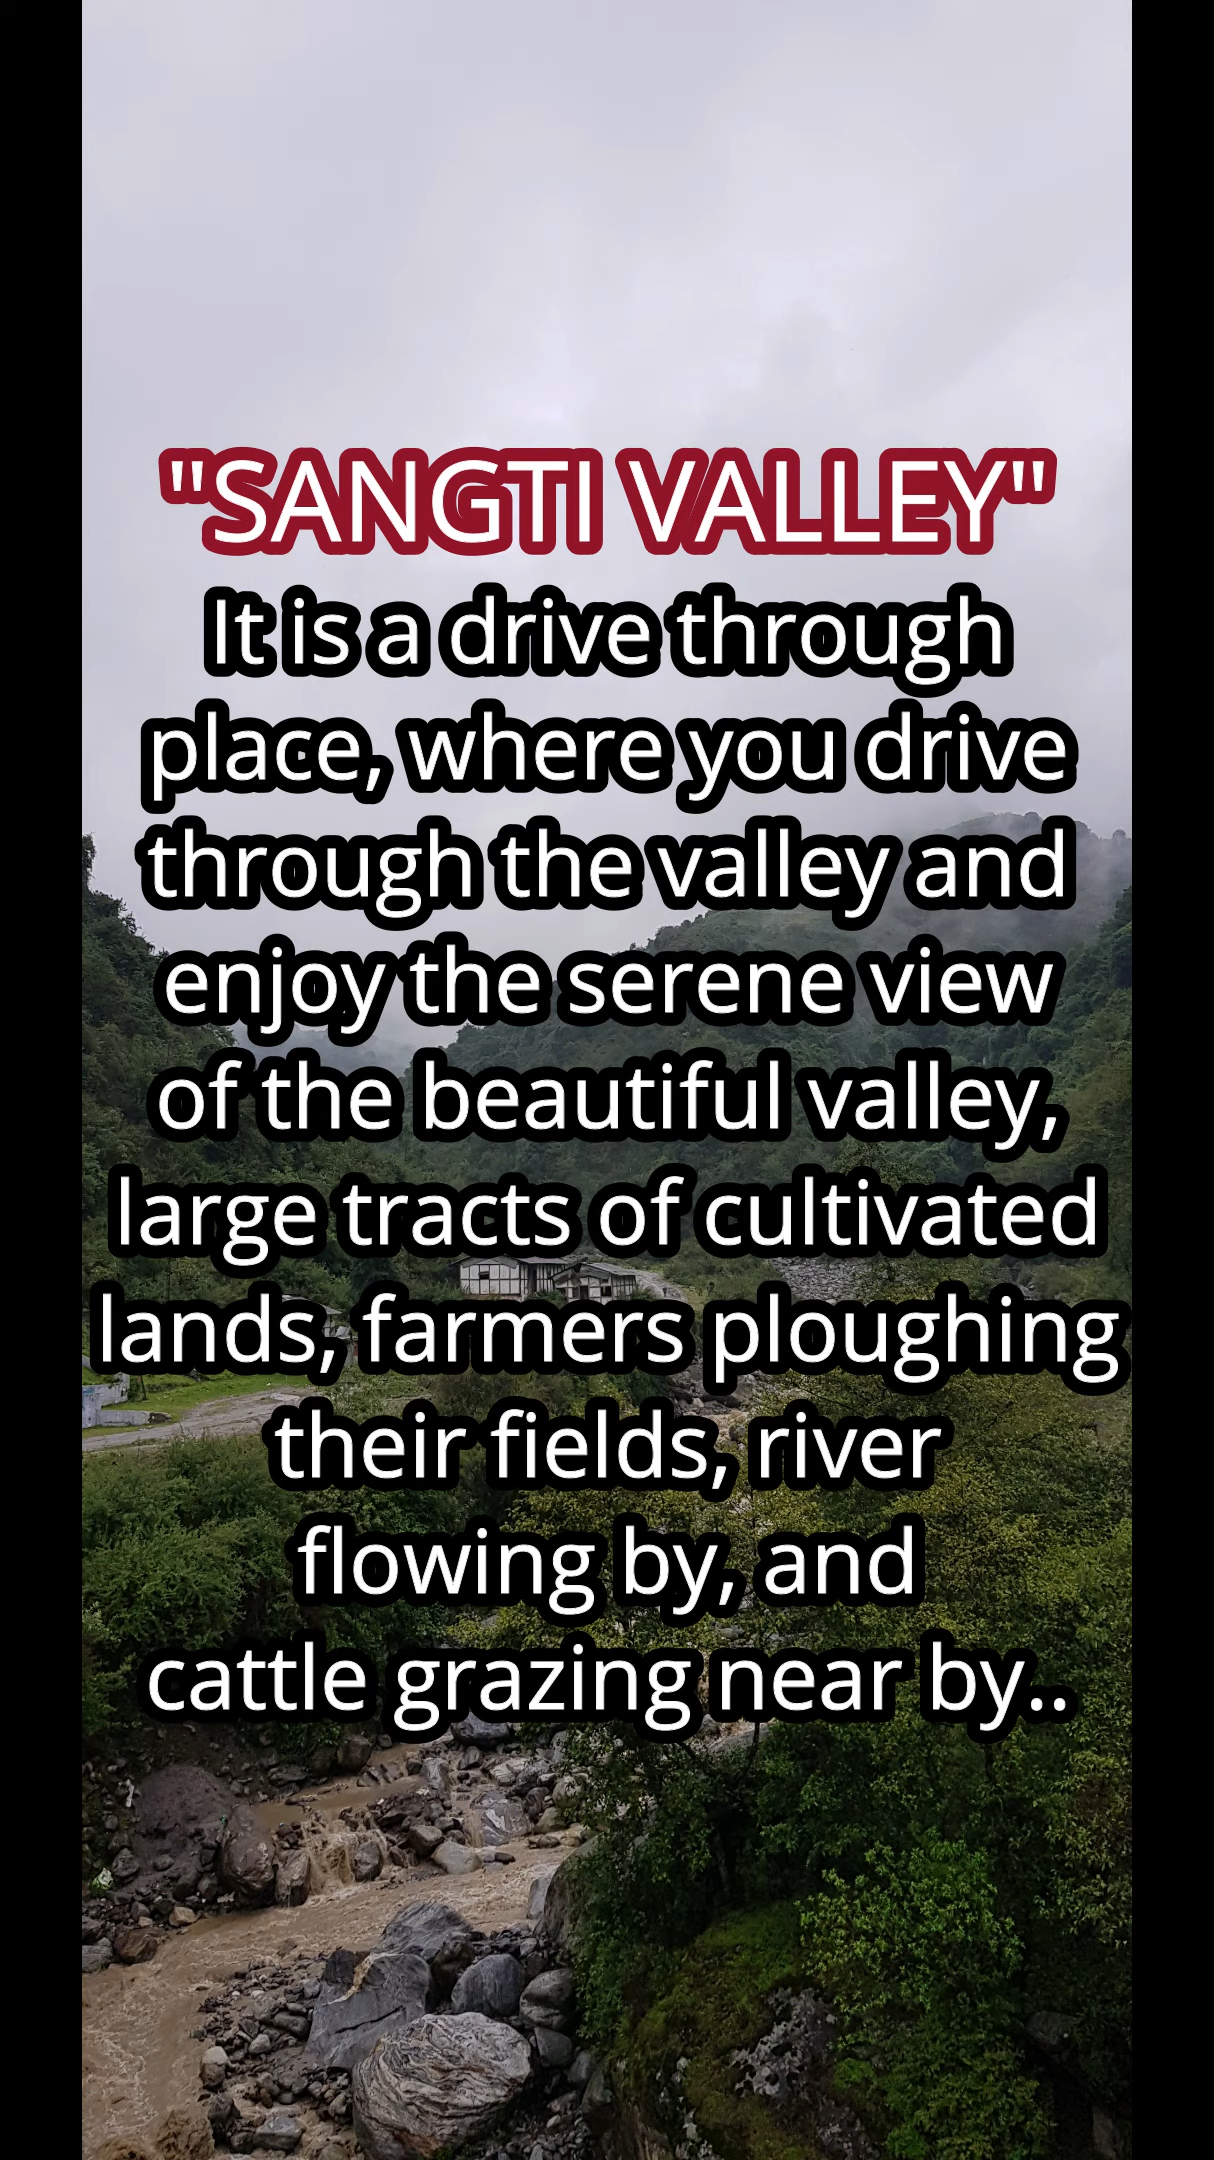 "SANGTI VALLEY"
It is a drive through
place, where you drive
through the valley and
enjoy the serene view
of the beautiful valley,
large tracts of cultivated
lands, farmers ploughing
their fields, river
flowing by, and
cattle grazing near by..